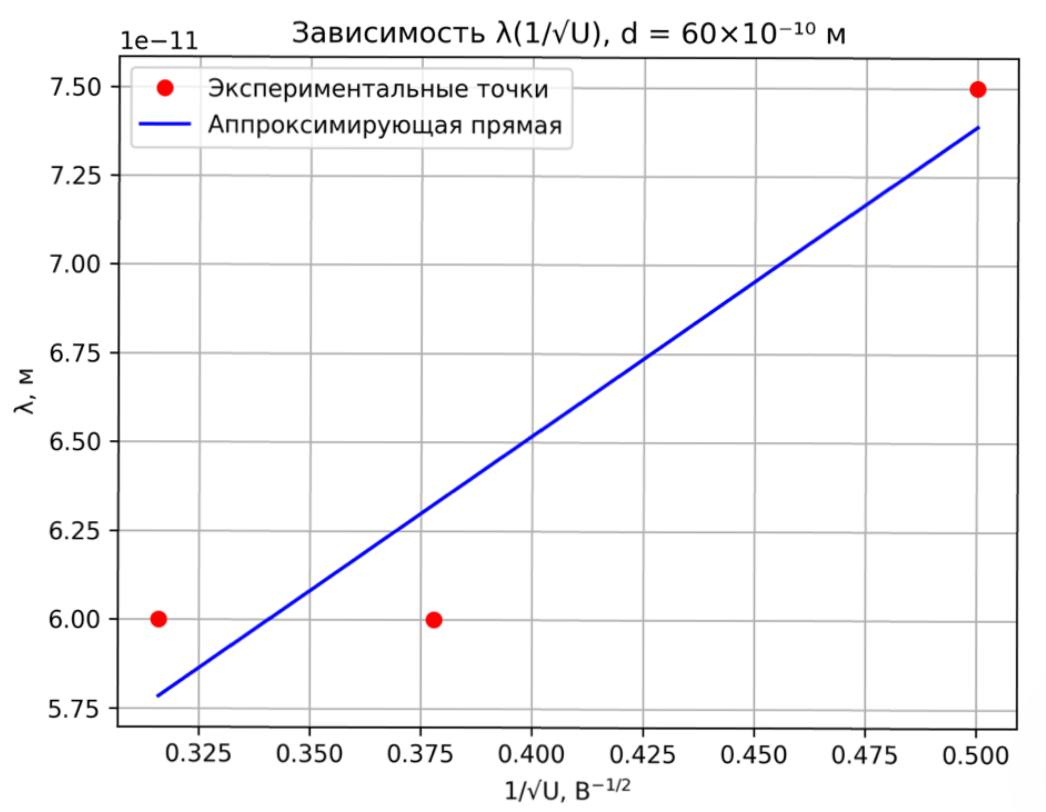 Зависимость λ(1/√U), d = 60×10⁻¹⁰ м
1e−11
Экспериментальные точки
Аппроксимирующая прямая
7.50
7.25
7.00
6.75
6.50
6.25
6.00
5.75
λ, м
0.325 0.350 0.375 0.400 0.425 0.450 0.475 0.500
1/√U, В⁻¹/²